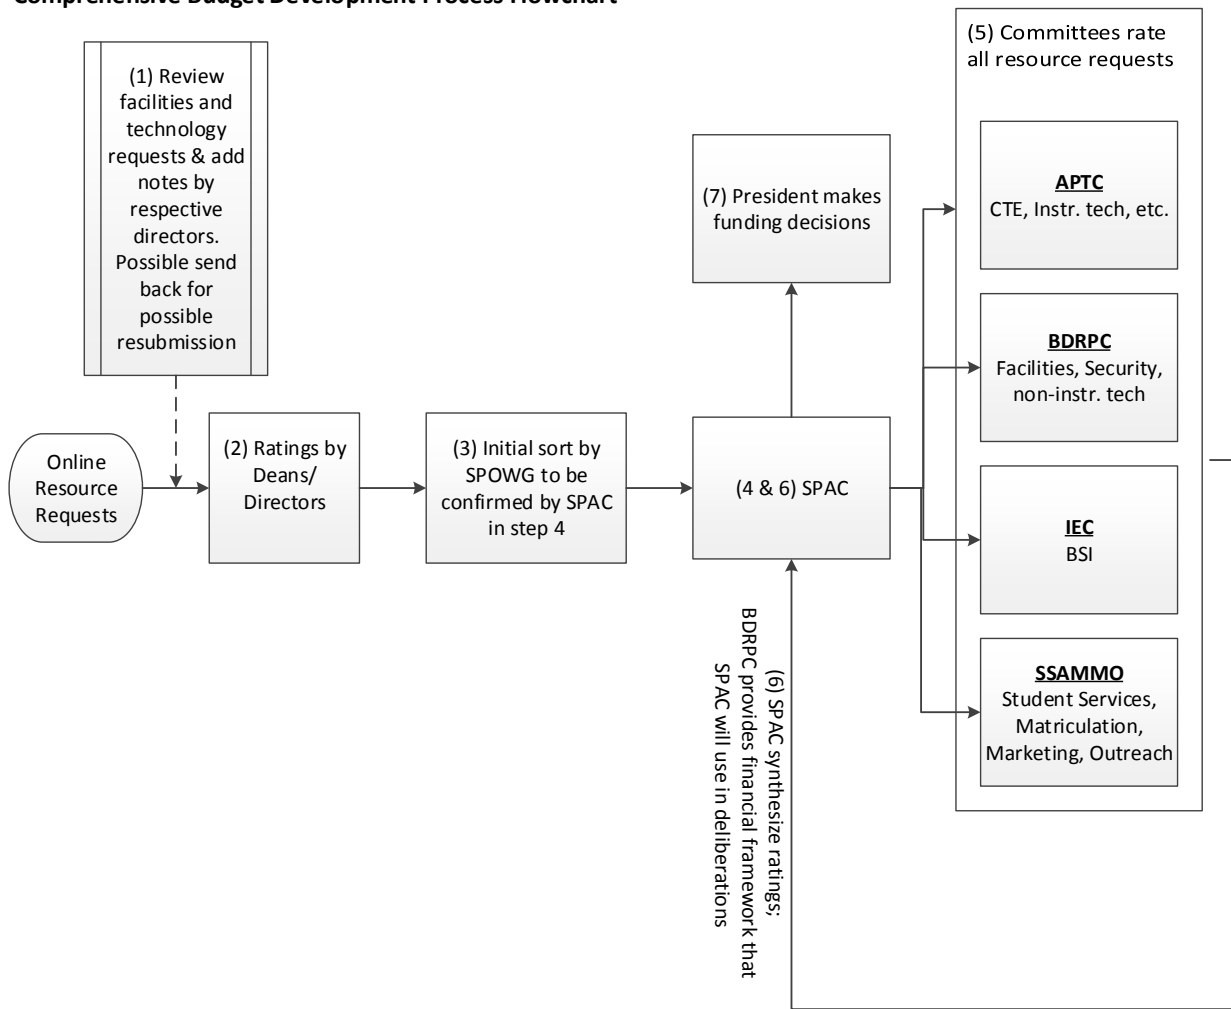 Comprehensive Budget Development Process Flowchart
(1) Review
facilities and
technology
requests & add
notes by
respective
directors.
Possible send
back for
possible
resubmission
Online
Resource
Requests
(2) Ratings by
Deans/
Directors
(3) Initial sort by
SPOWG to be
confirmed by SPAC
in step 4
(4 & 6) SPAC
(7) President makes
funding decisions
(5) Committees rate
all resource requests
APTC
CTE, Instr. tech, etc.
BDRPC
Facilities, Security,
non-instr. tech
IEC
BSI
SSAMMO
Student Services,
Matriculation,
Marketing, Outreach
(6) SPAC synthesize ratings;
BDRPC provides financial framework that
SPAC will use in deliberations